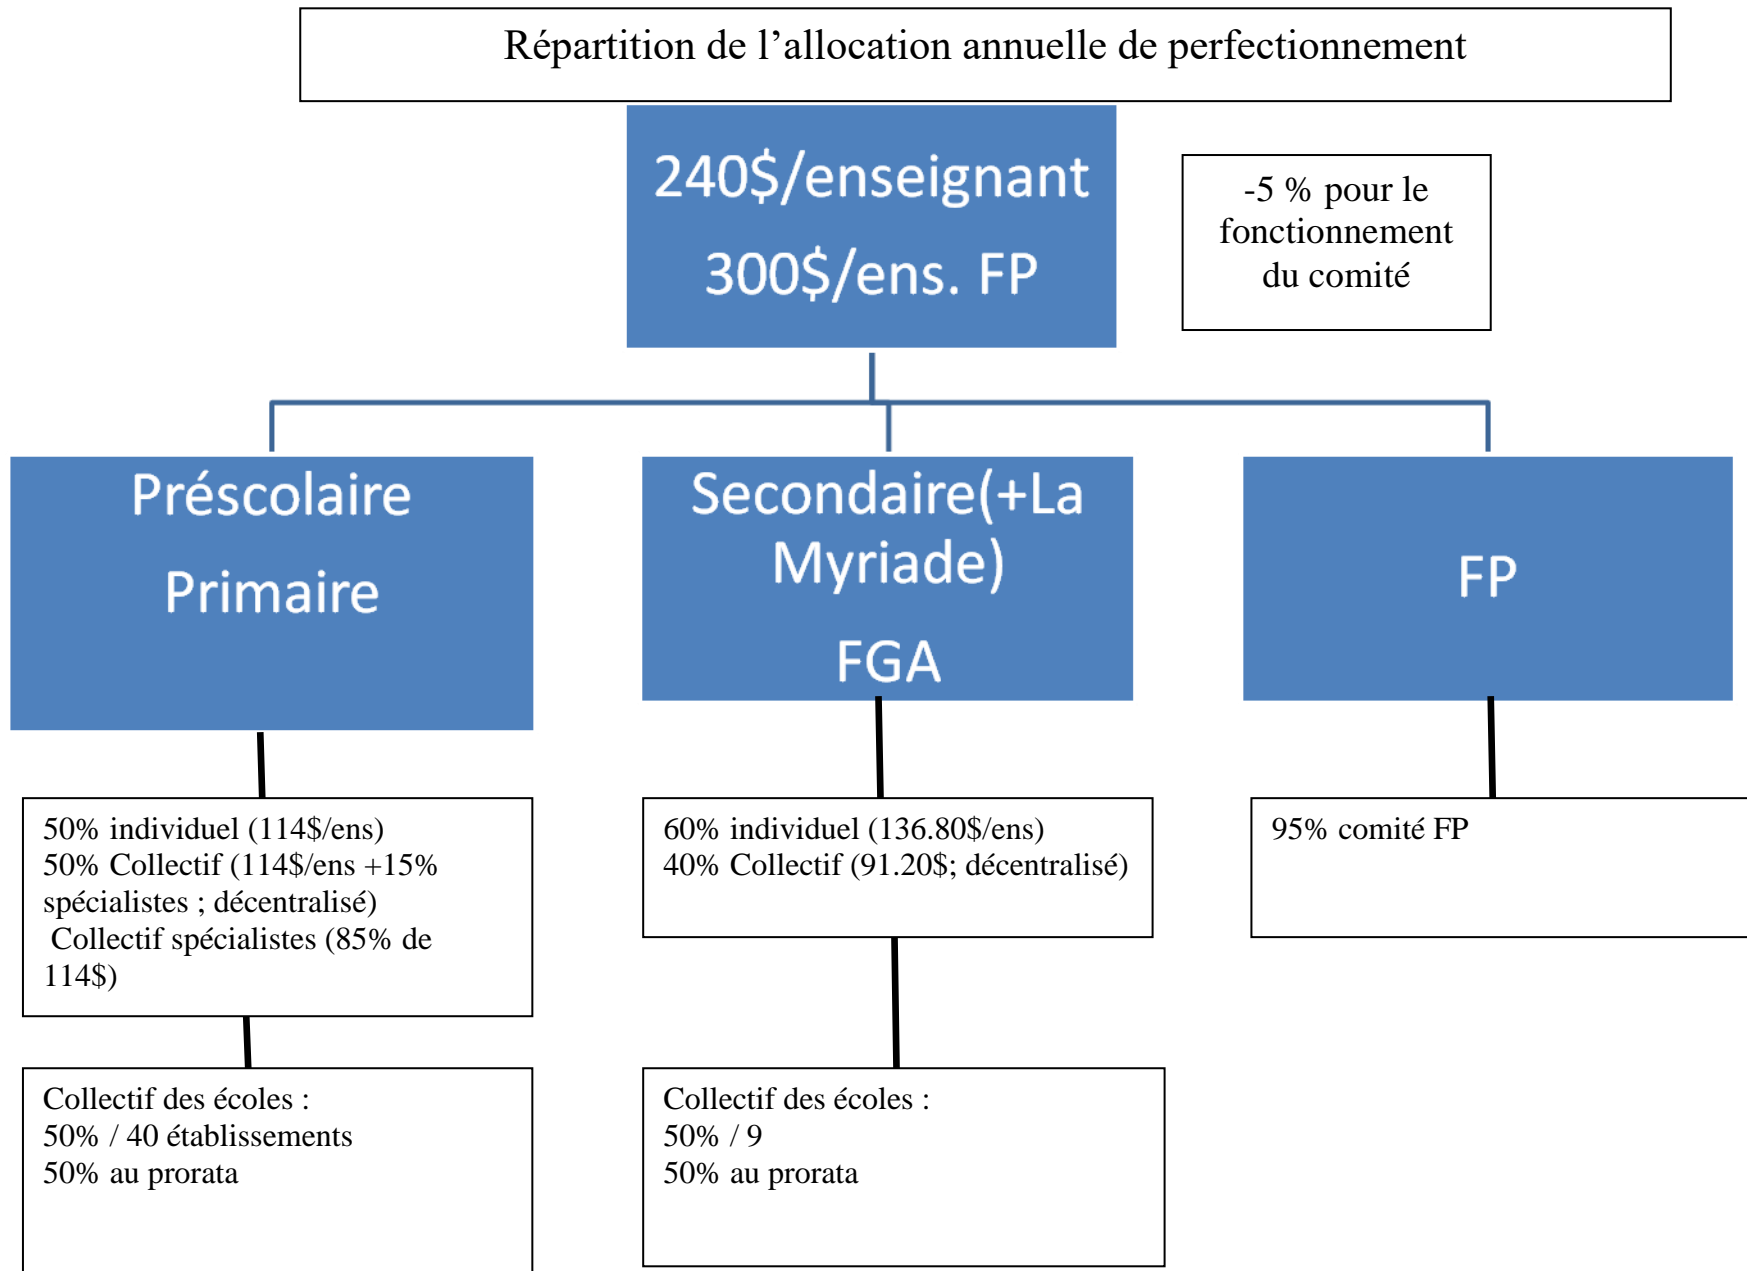 Répartition de l’allocation annuelle de perfectionnement
240$/enseignant
300$/ens. FP
-5 % pour le
fonctionnement
du comité
Préscolaire
Primaire
Secondaire(+La
Myriade)
FGA
FP
50% individuel (114$/ens)
50% Collectif (114$/ens +15%
spécialistes ; décentralisé)
Collectif spécialistes (85% de
114$)
60% individuel (136.80$/ens)
40% Collectif (91.20$; décentralisé)
95% comité FP
Collectif des écoles :
50% / 40 établissements
50% au prorata
Collectif des écoles :
50% / 9
50% au prorata